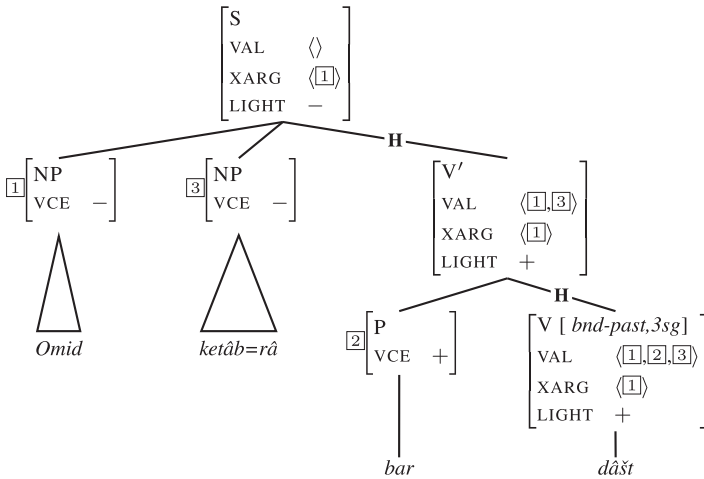 S
VAL ⟨⟩
XARG ⟨1⟩
LIGHT −
H
1 NP
VCE −
3 NP
VCE −
V′
VAL ⟨1,3⟩
XARG ⟨1⟩
LIGHT +
Omid
ketâb=râ
H
2 P
VCE +
V [ bnd-past,3sg]
VAL ⟨1,2,3⟩
XARG ⟨1⟩
LIGHT +
bar
dâšt